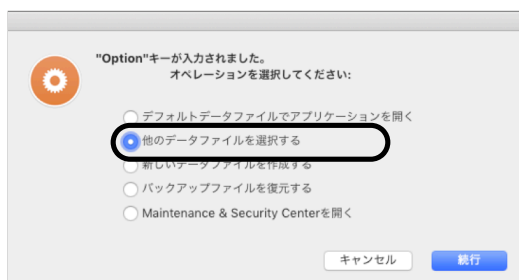 "Option"キーが入力されました。
オペレーションを選択してください:
デフォルトデータファイルでアプリケーションを開く
他のデータファイルを選択する
新しいデータファイルを作成する
バックアップファイルを復元する
Maintenance & Security Centerを開く
キャンセル
続行